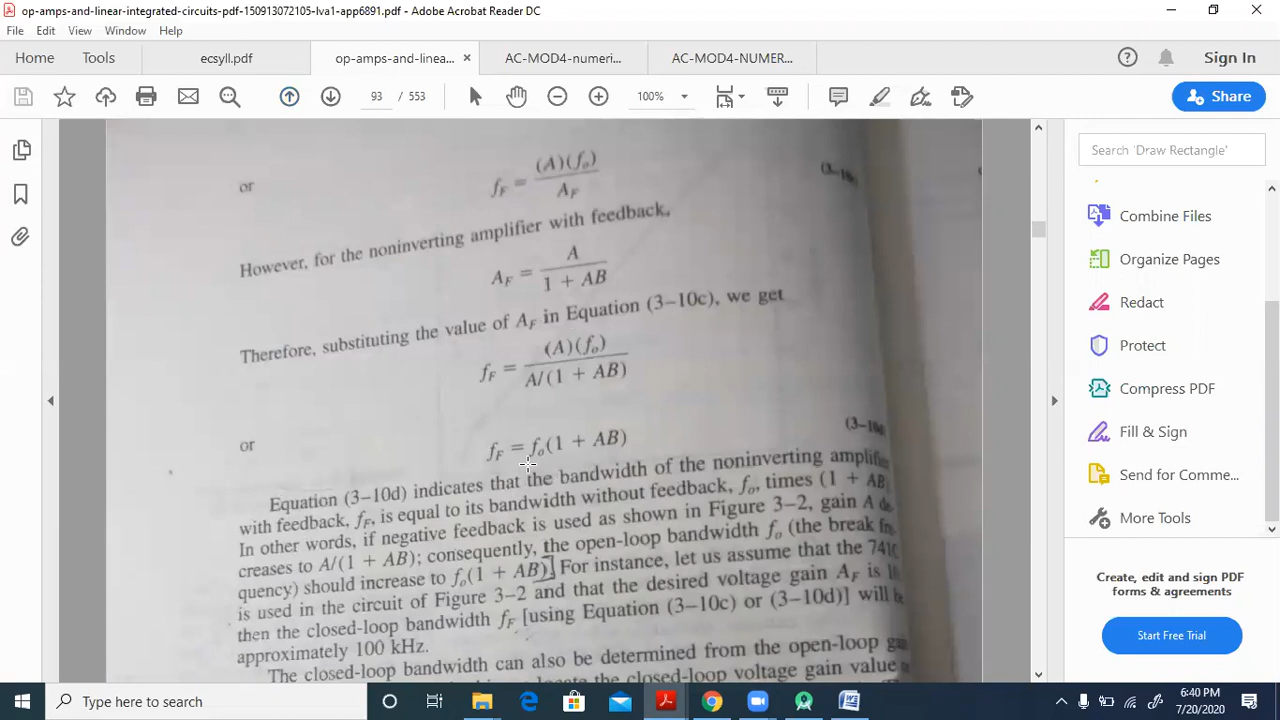 op-amps-and-linear-integrated-circuits-pdf-150913072105-lva1-app6891.pdf - Adobe Acrobat Reader DC
File Edit View Window Help
Home Tools ecsyll.pdf op-amps-and-linea... × AC-MOD4-numeri... AC-MOD4-NUMER... Sign In
93 / 553 100% Share
Search 'Draw Rectangle'
or f_F = (A)(f_o) / A_F
However, for the noninverting amplifier with feedback,
A_F = A / (1 + AB)
Therefore, substituting the value of A_F in Equation (3–10c), we get
f_F = (A)(f_o) / A/(1 + AB)
or f_F = f_o(1 + AB)
Equation (3–10d) indicates that the bandwidth of the noninverting
with feedback, f_F, is equal to its bandwidth without feedback, f_o, times (1 + AB
In other words, if negative feedback is used as shown in Figure 3–2, gain A de
creases to A/(1 + AB); consequently, the open-loop bandwidth f_o (the break
quency) should increase to f_o(1 + AB)] For instance, let us assume that the
is used in the circuit of Figure 3–2 and that the desired voltage gain A_F is
then the closed-loop bandwidth f_F [using Equation (3–10c) or (3–10d)] will
approximately 100 kHz.
The closed-loop bandwidth can also be determined from the open-loop
Combine Files
Organize Pages
Redact
Protect
Compress PDF
Fill & Sign
Send for Comme...
More Tools
Create, edit and sign PDF
forms & agreements
Start Free Trial
Type here to search
6:40 PM
7/20/2020